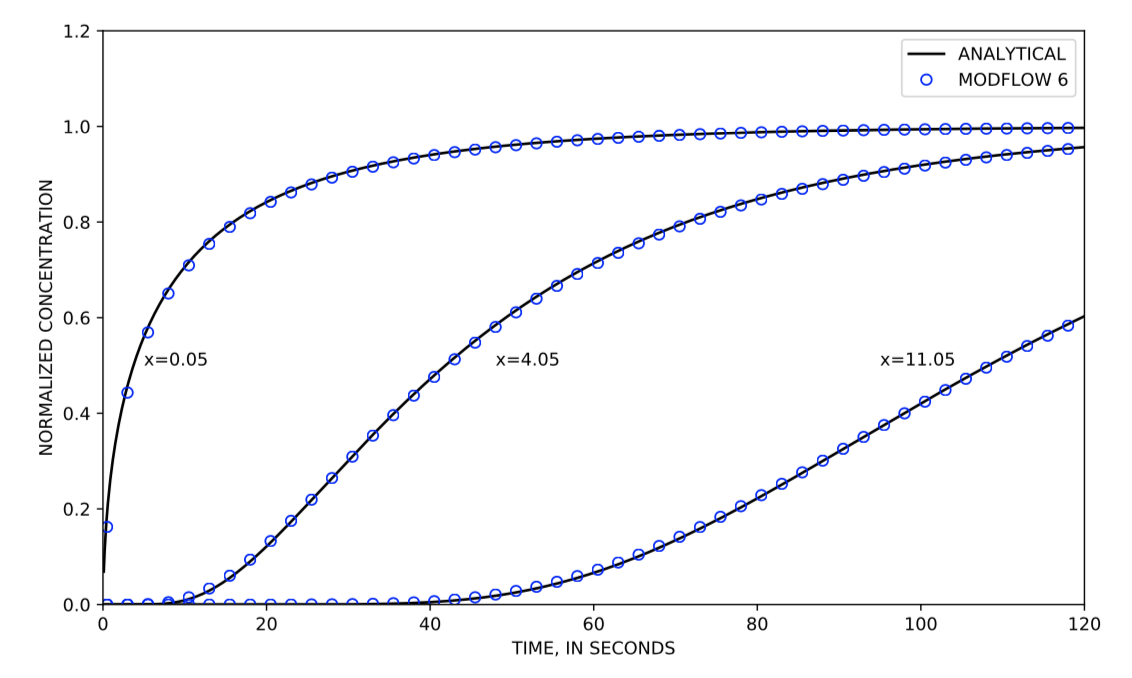 1.2
ANALYTICAL
MODFLOW 6
1.0
0.8
NORMALIZED CONCENTRATION
0.6
x=0.05
x=4.05
x=11.05
0.4
0.2
0.0
0 20 40 60 80 100 120
TIME, IN SECONDS